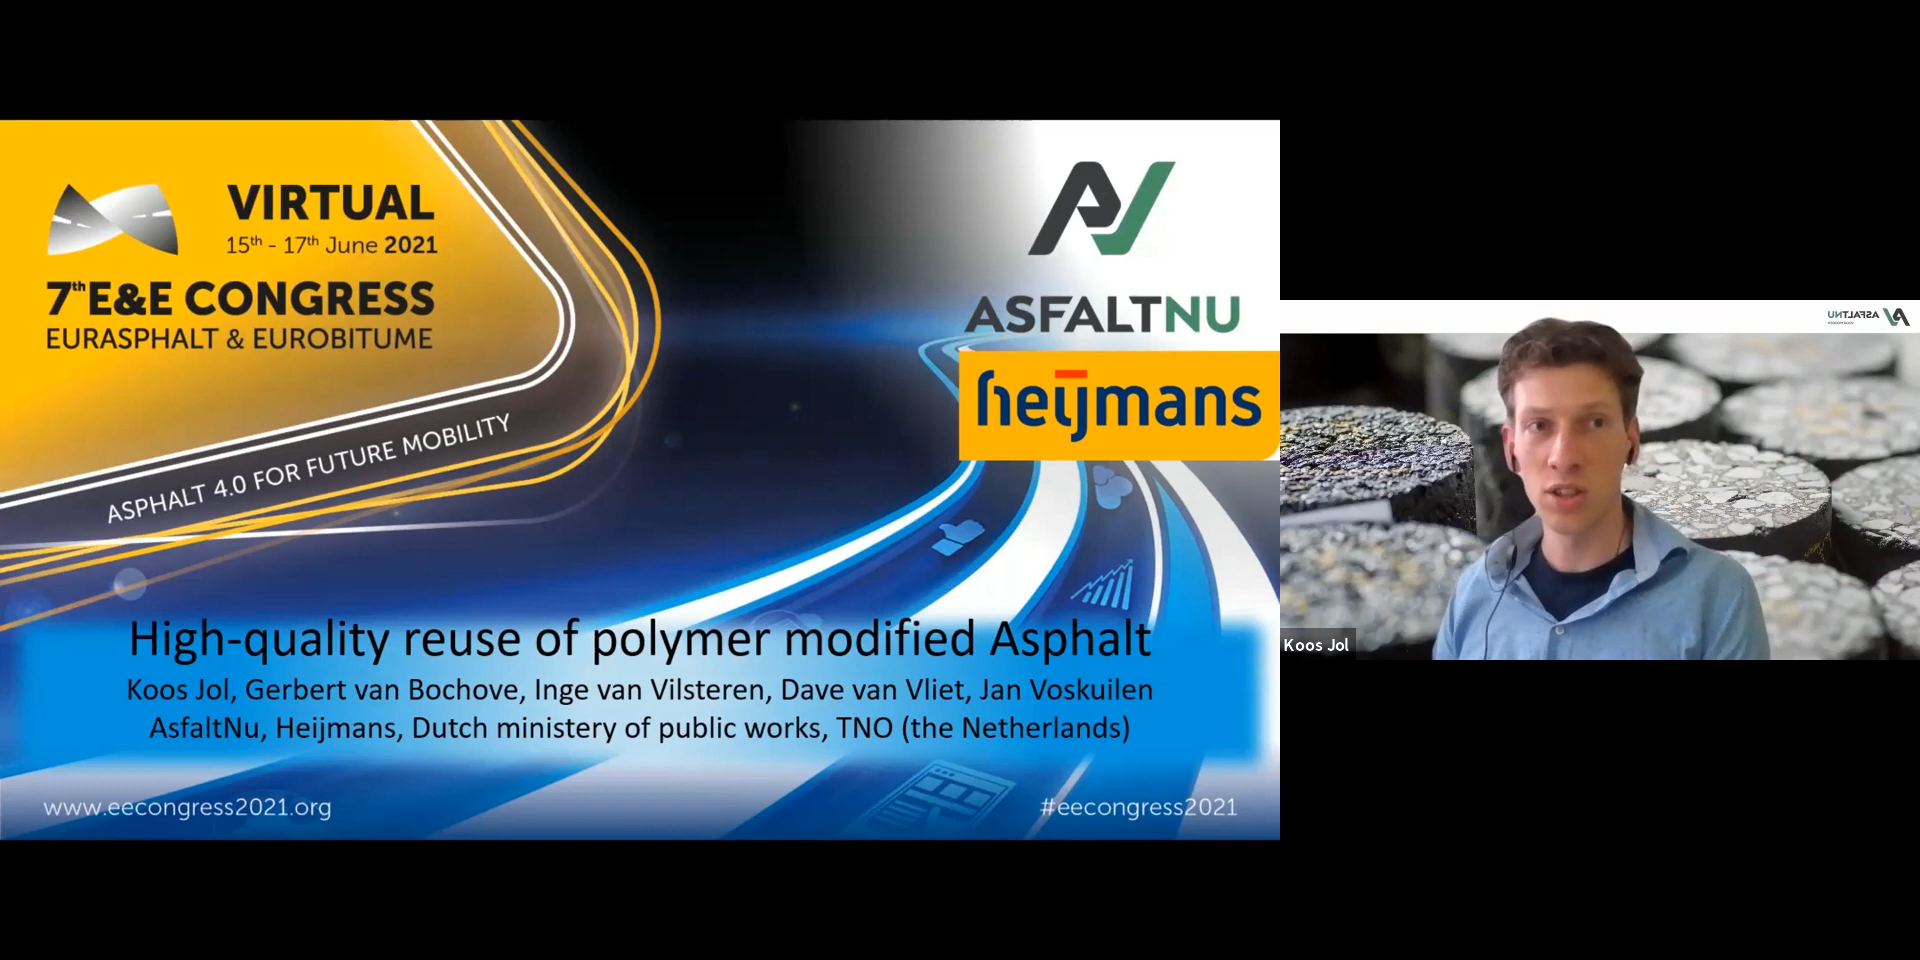 VIRTUAL
15th - 17th June 2021
7th E&E CONGRESS
EURASPHALT & EUROBITUME
ASPHALT 4.0 FOR FUTURE MOBILITY
ASFALTNU
heijmans
High-quality reuse of polymer modified Asphalt
Koos Jol, Gerbert van Bochove, Inge van Vilsteren, Dave van Vliet, Jan Voskuilen
AsfaltNu, Heijmans, Dutch ministery of public works, TNO (the Netherlands)
www.eecongress2021.org
#eecongress2021
ASFALTNU
Koos Jol